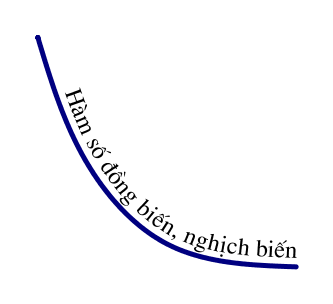 Hàm số đồng biến, nghịch biến